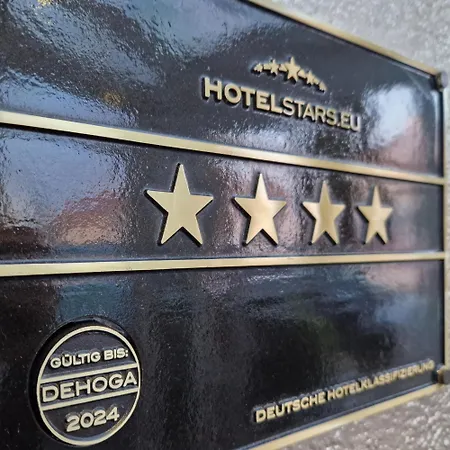 HOTELSTARS.EU
GÜLTIG BIS:
DEHOGA
2024
DEUTSCHE HOTELKLASSIFIZIERUNG